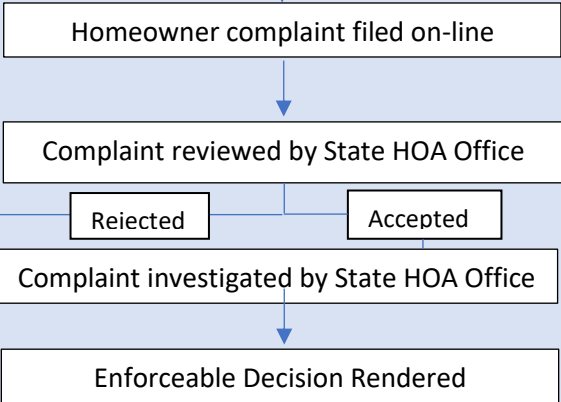 Homeowner complaint filed on-line
Complaint reviewed by State HOA Office
Rejected
Accepted
Complaint investigated by State HOA Office
Enforceable Decision Rendered